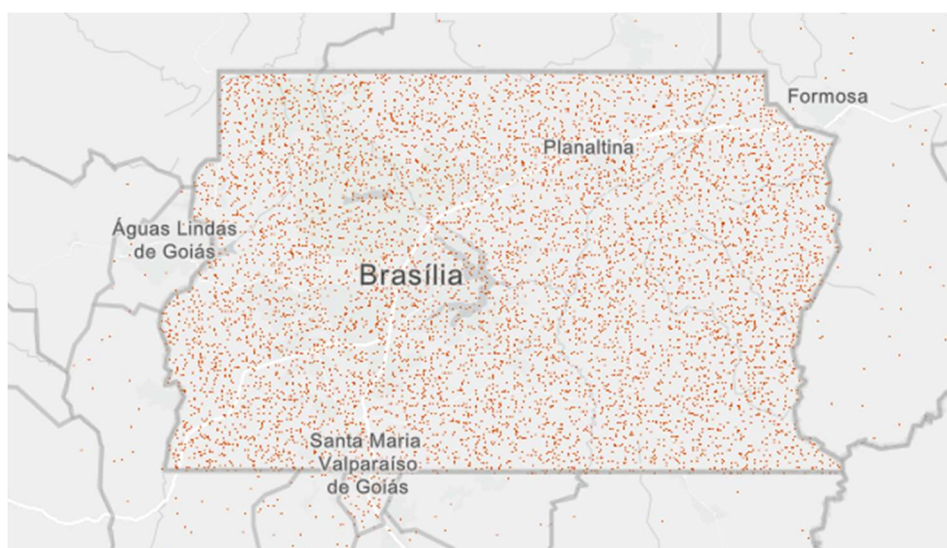 Formosa
Planaltina
Águas Lindas
de Goiás
Brasília
Santa Maria
Valparaíso
de Goiás